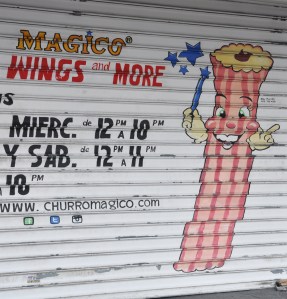 MAGICO®
WINGS and MORE
US
MIERC. de 12 PM A 10 PM
Y SAB. de 12 PM A 11 PM
A 10 PM
WWW. CHURROMAGICO.com